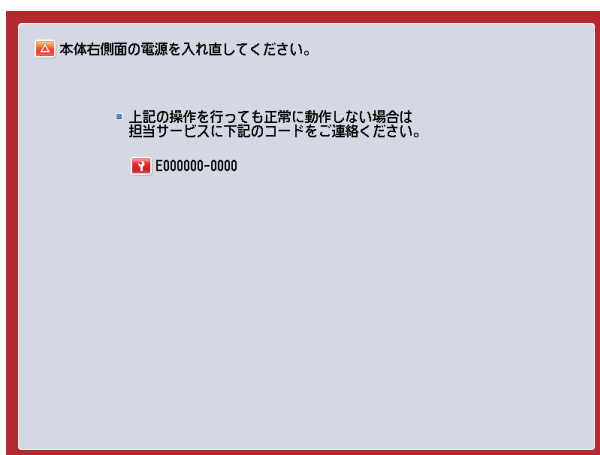 本体右側面の電源を入れ直してください。
上記の操作を行っても正常に動作しない場合は
担当サービスに下記のコードをご連絡ください。
E000000-0000